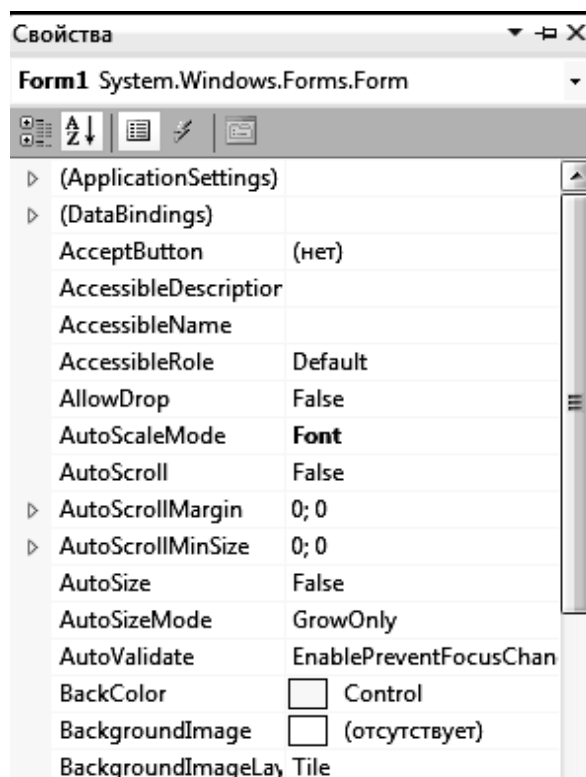 Свойства
Form1 System.Windows.Forms.Form
(ApplicationSettings)
(DataBindings)
AcceptButton (нет)
AccessibleDescription
AccessibleName
AccessibleRole Default
AllowDrop False
AutoScaleMode Font
AutoScroll False
AutoScrollMargin 0; 0
AutoScrollMinSize 0; 0
AutoSize False
AutoSizeMode GrowOnly
AutoValidate EnablePreventFocusChan
BackColor Control
BackgroundImage (отсутствует)
BackgroundImageLay Tile